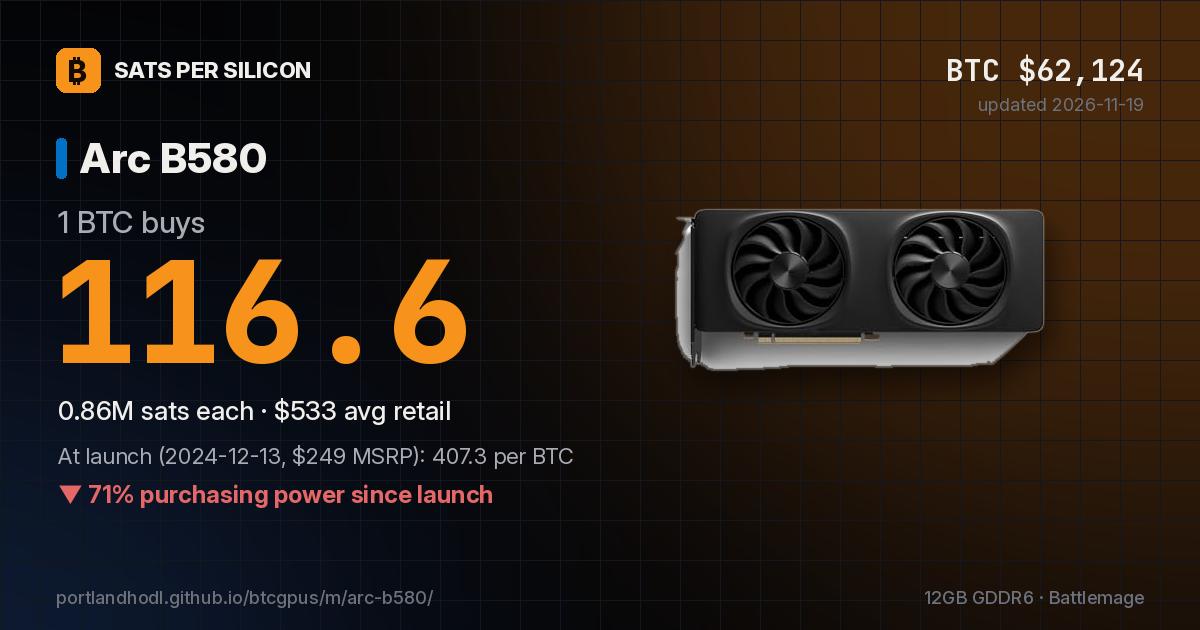 ₿ SATS PER SILICON
BTC $62,124
updated 2026-11-19
Arc B580
1 BTC buys
116.6
0.86M sats each · $533 avg retail
At launch (2024-12-13, $249 MSRP): 407.3 per BTC
▼ 71% purchasing power since launch
portlandhodl.github.io/btcgpus/m/arc-b580/
12GB GDDR6 · Battlemage